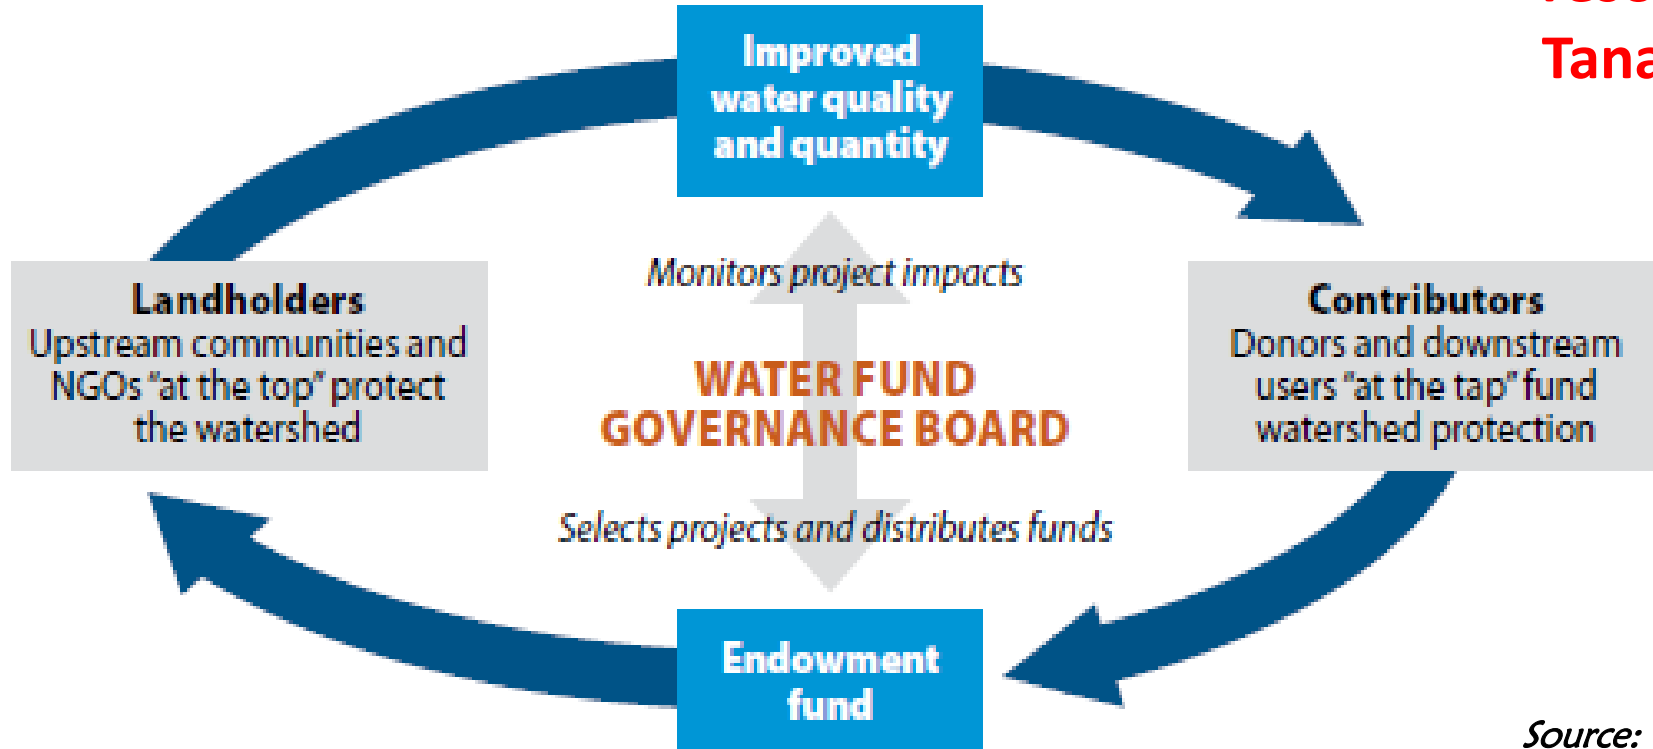 Tana
Improved
water quality
and quantity
Monitors project impacts
Landholders
Upstream communities and
NGOs “at the top” protect
the watershed
WATER FUND
GOVERNANCE BOARD
Contributors
Donors and downstream
users “at the tap” fund
watershed protection
Selects projects and distributes funds
Endowment
fund
Source: